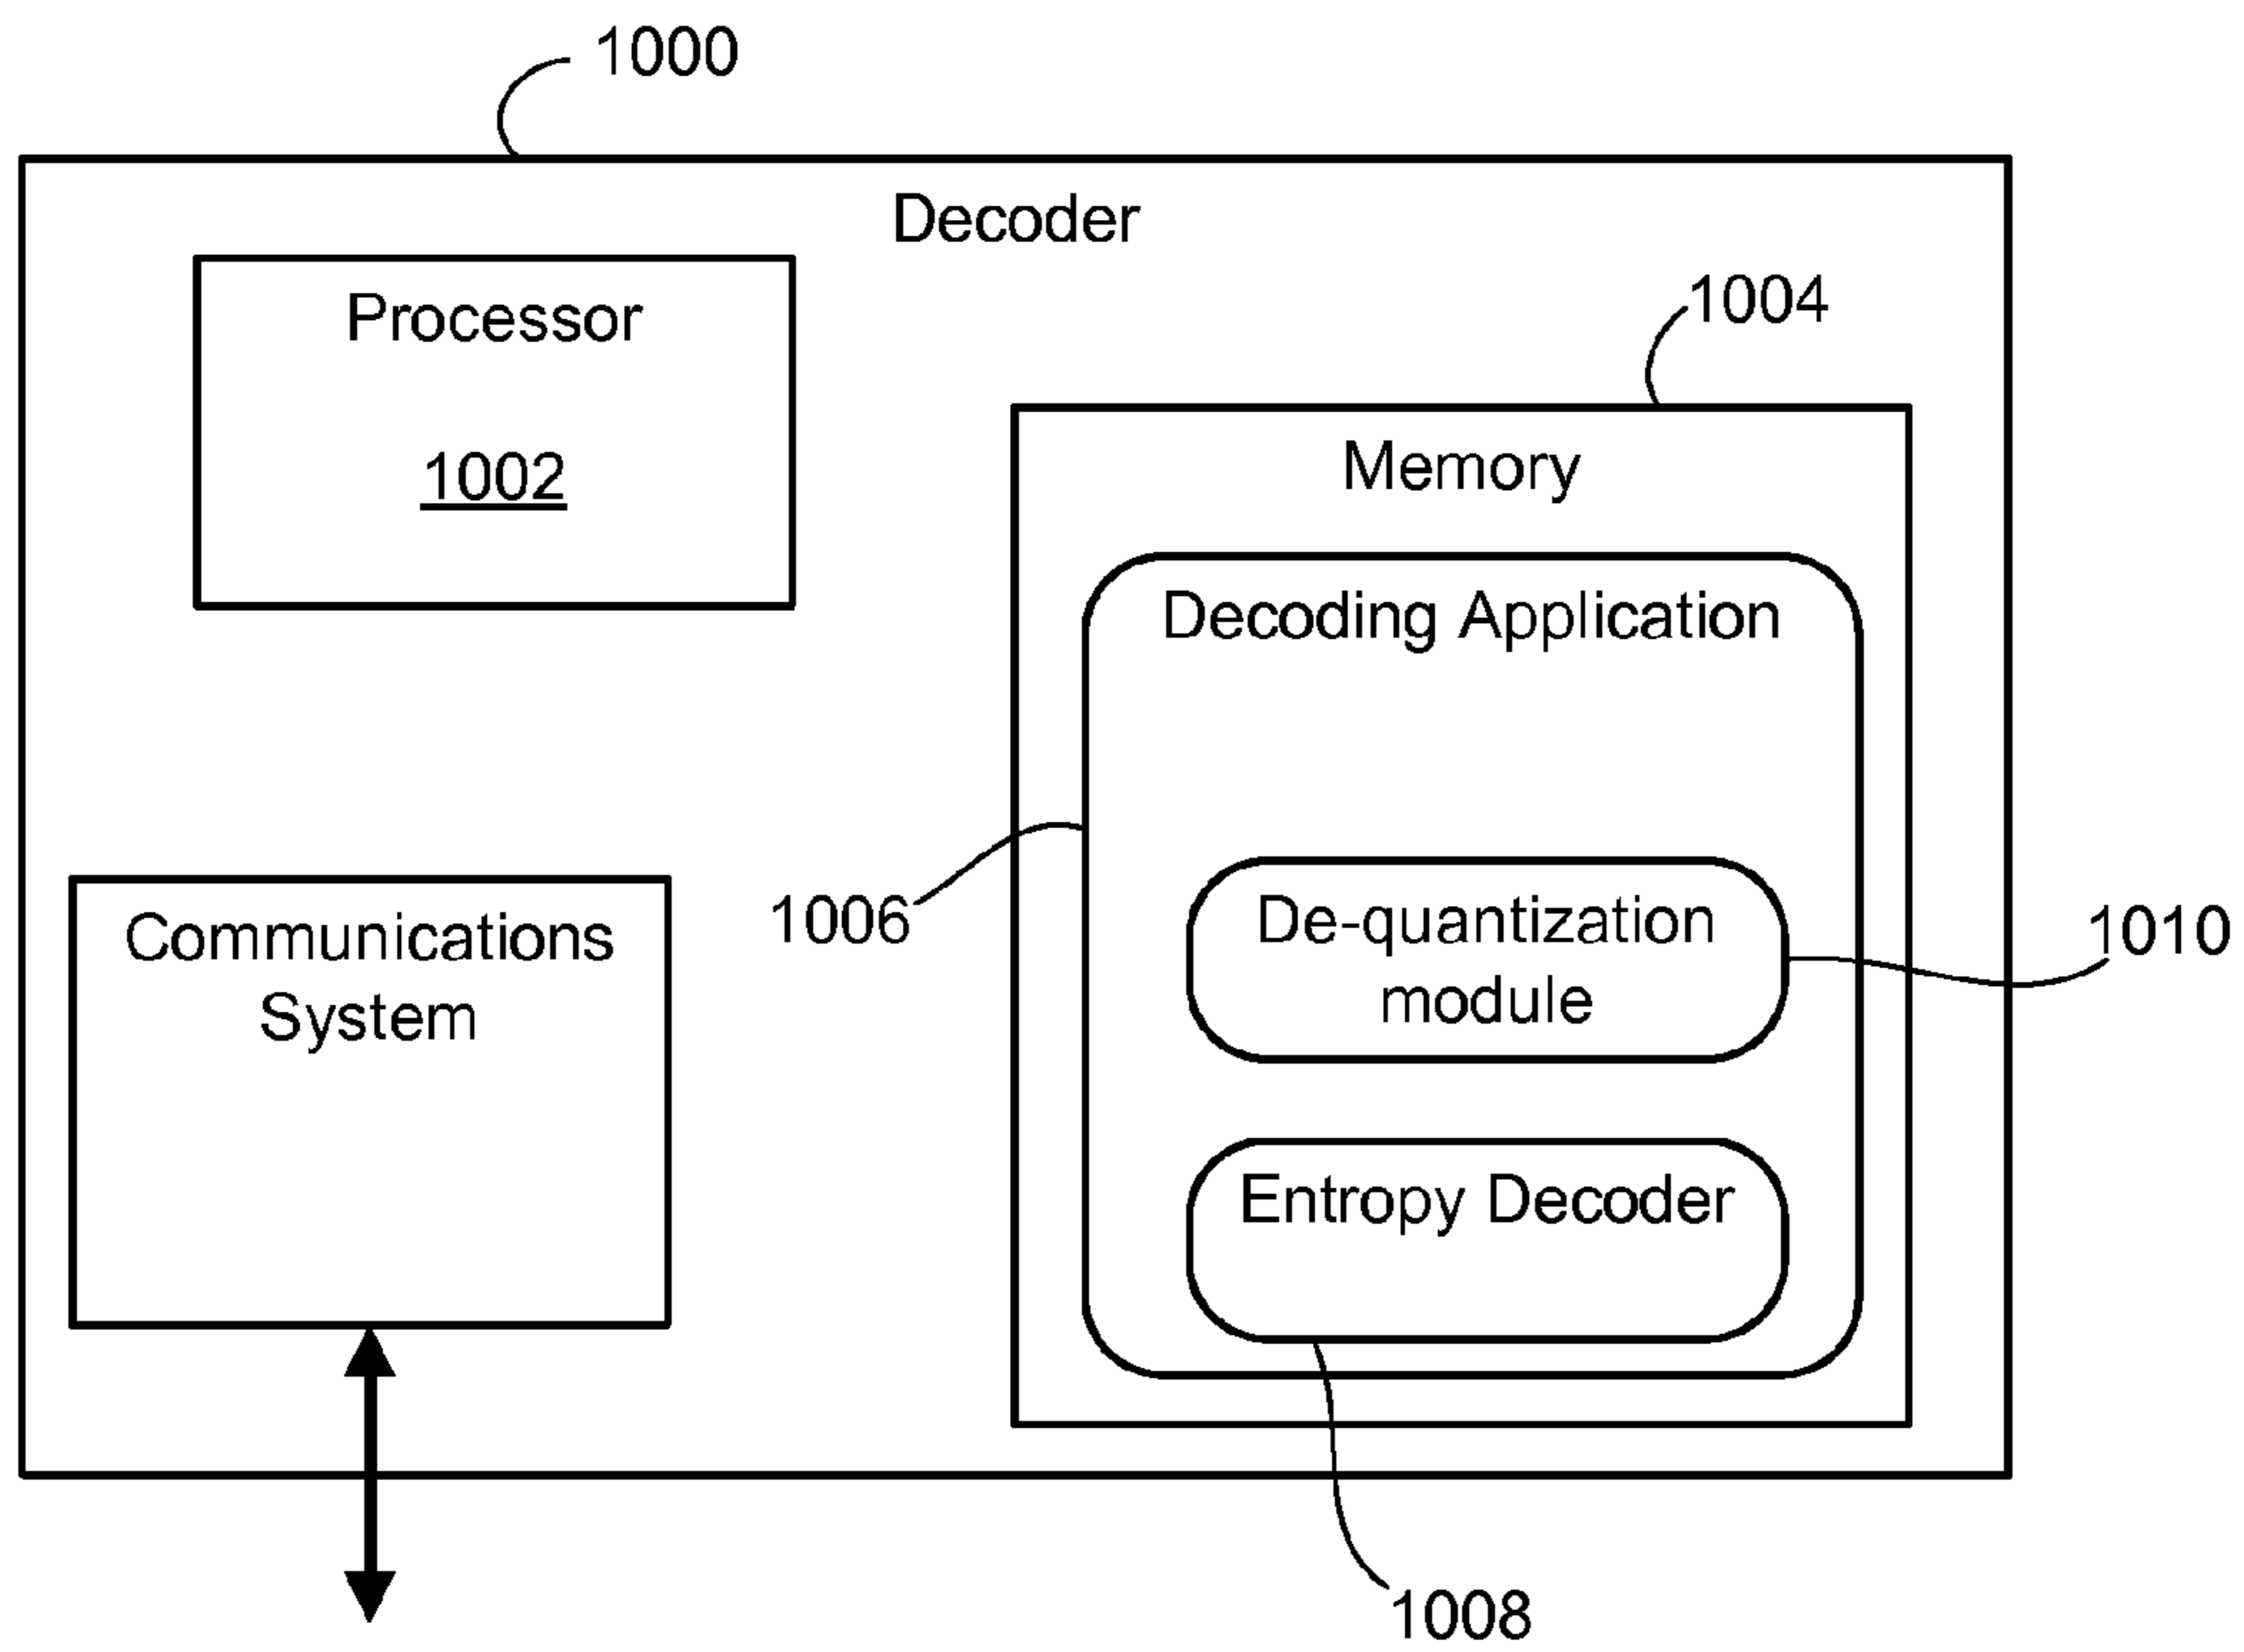 1000
Decoder
Processor
1002
1004
Memory
Decoding Application
1006
De-quantization
module
1010
Communications
System
Entropy Decoder
1008